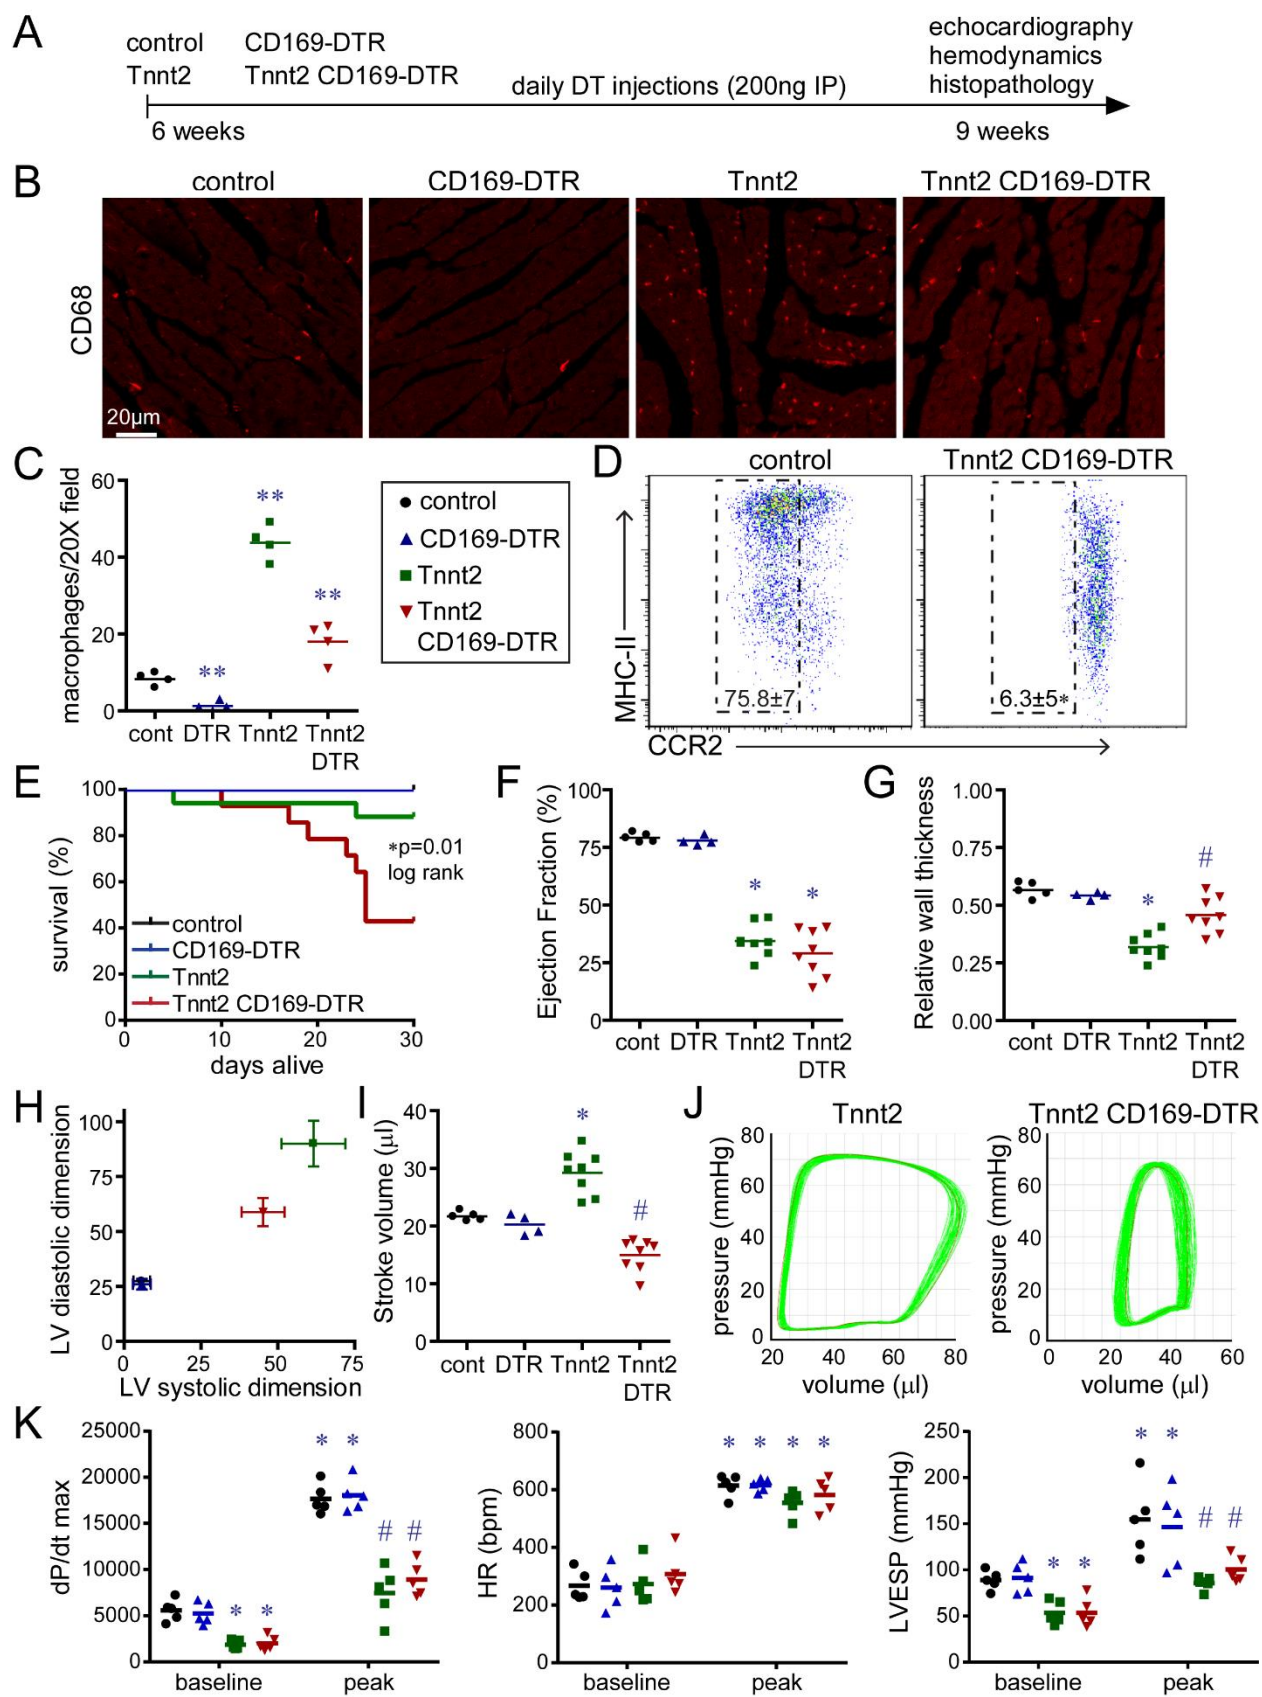 A
control CD169-DTR
Tnnt2 Tnnt2 CD169-DTR
daily DT injections (200ng IP)
echocardiography
hemodynamics
histopathology
6 weeks 9 weeks
B
control CD169-DTR Tnnt2 Tnnt2 CD169-DTR
CD68
20µm
C
macrophages/20X field
60
40
20
0
**
**
**
cont DTR Tnnt2 Tnnt2
DTR
control
CD169-DTR
Tnnt2
Tnnt2
CD169-DTR
D
control Tnnt2 CD169-DTR
MHC-II
75.8±7 6.3±5*
CCR2
E
survival (%)
100
80
60
40
20
0
*p=0.01
log rank
control
CD169-DTR
Tnnt2
Tnnt2 CD169-DTR
0 10 20 30
days alive
F
Ejection Fraction (%)
100
75
50
25
0
* *
cont DTR Tnnt2 Tnnt2
DTR
G
Relative wall thickness
1.00
0.75
0.50
0.25
0.00
* #
cont DTR Tnnt2 Tnnt2
DTR
H
LV diastolic dimension
100
75
50
25
0
0 25 50 75
LV systolic dimension
I
Stroke volume (µl)
40
30
20
10
0
* #
cont DTR Tnnt2 Tnnt2
DTR
J
Tnnt2 Tnnt2 CD169-DTR
pressure (mmHg)
80
60
40
20
0
20 40 60 80
volume (µl)
pressure (mmHg)
80
60
40
20
0
0 20 40 60
volume (µl)
K
dP/dt max
25000
20000
15000
10000
5000
0
* * * * # #
baseline peak
HR (bpm)
800
600
400
200
0
* * * *
baseline peak
LVESP (mmHg)
250
200
150
100
50
0
* * * * # #
baseline peak